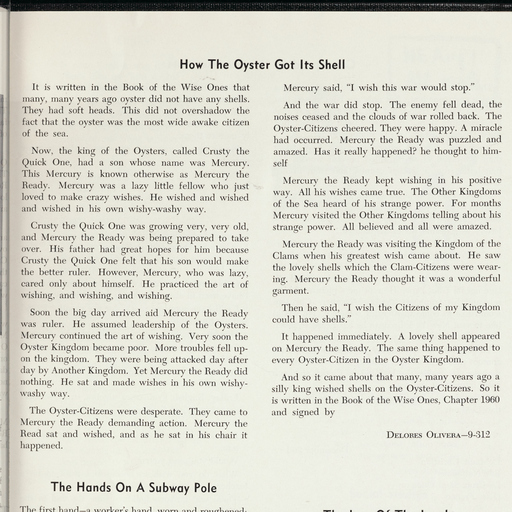 How The Oyster Got Its Shell
It is written in the Book of the Wise Ones that
many, many years ago oyster did not have any shells.
They had soft heads. This did not overshadow the
fact that the oyster was the most wide awake citizen
of the sea.
Now, the king of the Oysters, called Crusty the
Quick One, had a son whose name was Mercury.
This Mercury is known otherwise as Mercury the
Ready. Mercury was a lazy little fellow who just
loved to make crazy wishes. He wished and wished
and wished in his own wishy-washy way.
Crusty the Quick One was growing very, very old,
and Mercury the Ready was being prepared to take
over. His father had great hopes for him because
Crusty the Quick One felt that his son would make
the better ruler. However, Mercury, who was lazy,
cared only about himself. He practiced the art of
wishing, and wishing, and wishing.
Soon the big day arrived aid Mercury the Ready
was ruler. He assumed leadership of the Oysters.
Mercury continued the art of wishing. Very soon the
Oyster Kingdom became poor. More troubles fell up-
on the kingdom. They were being attacked day after
day by Another Kingdom. Yet Mercury the Ready did
nothing. He sat and made wishes in his own wishy-
washy way.
The Oyster-Citizens were desperate. They came to
Mercury the Ready demanding action. Mercury the
Read sat and wished, and as he sat in his chair it
happened.
Mercury said, "I wish this war would stop."
And the war did stop. The enemy fell dead, the
noises ceased and the clouds of war rolled back. The
Oyster-Citizens cheered. They were happy. A miracle
had occurred. Mercury the Ready was puzzled and
amazed. Has it really happened? he thought to him-
self
Mercury the Ready kept wishing in his positive
way. All his wishes came true. The Other Kingdoms
of the Sea heard of his strange power. For months
Mercury visited the Other Kingdoms telling about his
strange power. All believed and all were amazed.
Mercury the Ready was visiting the Kingdom of the
Clams when his greatest wish came about. He saw
the lovely shells which the Clam-Citizens were wear-
ing. Mercury the Ready thought it was a wonderful
garment.
Then he said, "I wish the Citizens of my Kingdom
could have shells."
It happened immediately. A lovely shell appeared
on Mercury the Ready. The same thing happened to
every Oyster-Citizen in the Oyster Kingdom.
And so it came about that many, many years ago a
silly king wished shells on the Oyster-Citizens. So it
is written in the Book of the Wise Ones, Chapter 1960
and signed by
Delores Olivera—9-312
The Hands On A Subway Pole
The first hand—a worker's hand, worn and roughened;